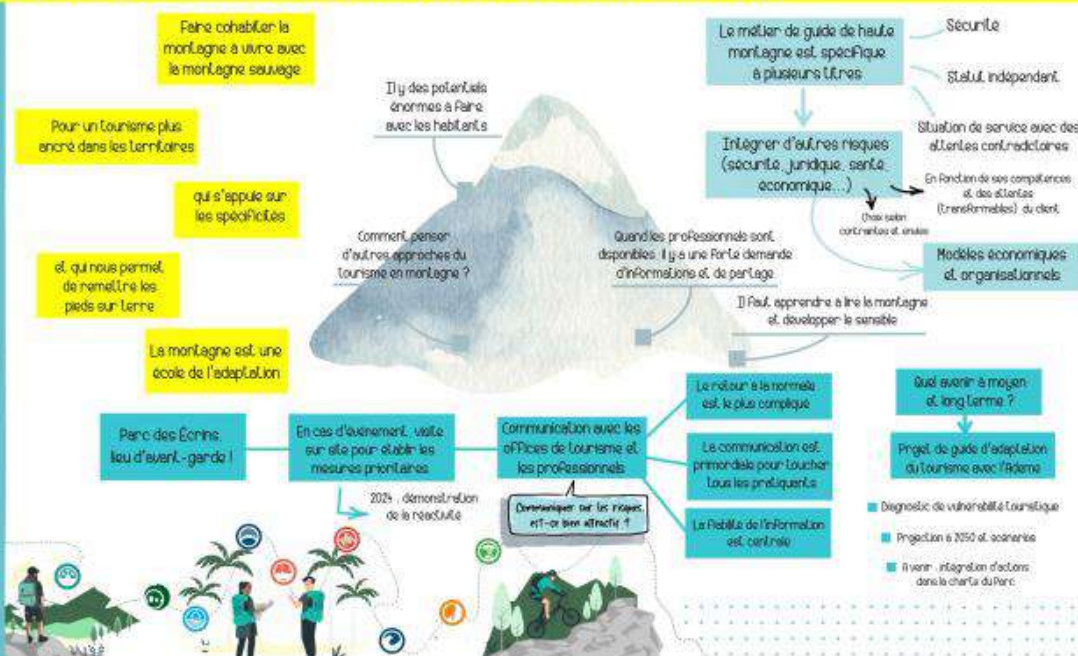 Faire cohabiter la
montagne à vivre avec
la montagne sauvage
Pour un tourisme plus
ancré dans les territoires
qui s'appuie sur
les spécificités
et qui nous permet
de remettre les
pieds sur terre
La montagne est une
école de l'adaptation
Il y des potentiels
énormes à faire
avec les habitants
Comment penser
d'autres approches du
tourisme en montagne ?
Quand les professionnels sont
disponibles, il y a une forte demande
d'informations et de partage
Il faut apprendre à lire la montagne
et développer le sensible
Le métier de guide de haute
montagne est spécifique
à plusieurs titres
Sécurité
Statut indépendant
Situation de service avec des
attentes contradictoires
Intégrer d'autres risques
(sécurité, juridique, santé,
économique...)
En fonction de ses compétences
et des attentes
(transformables) du client
Choix selon
contraintes et envies
Modèles économiques
et organisationnels
Parc des Écrins,
lieu d'avant-garde !
En cas d'évènement, visite
sur site pour établir les
mesures prioritaires
2024 : démonstration
de la réactivité
Communication avec les
offices de tourisme et
les professionnels
Communiquer sur les risques,
est-ce bien attractif ?
Le retour à la normale
est le plus compliqué
La communication est
primordiale pour toucher
tous les pratiquants
La fiabilité de l'information
est centrale
Quel avenir à moyen
et long terme ?
Projet de guide d'adaptation
du tourisme avec l'Ademe
Diagnostic de vulnérabilité touristique
Projection à 2050 et scénarios
A venir : intégration d'actions
dans la charte du Parc